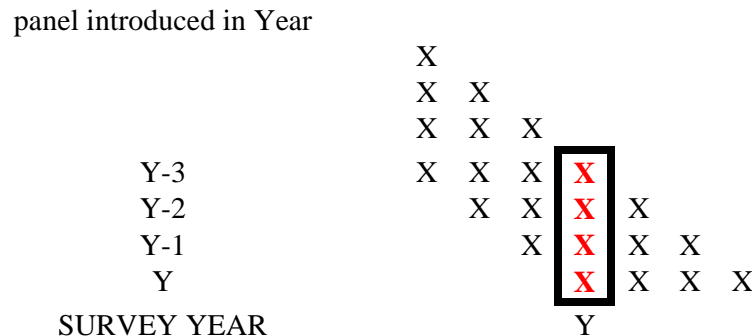 panel introduced in Year
X
X X
X X X
Y-3 X X X X
Y-2 X X X X
Y-1 X X X X
Y X X X X
SURVEY YEAR Y